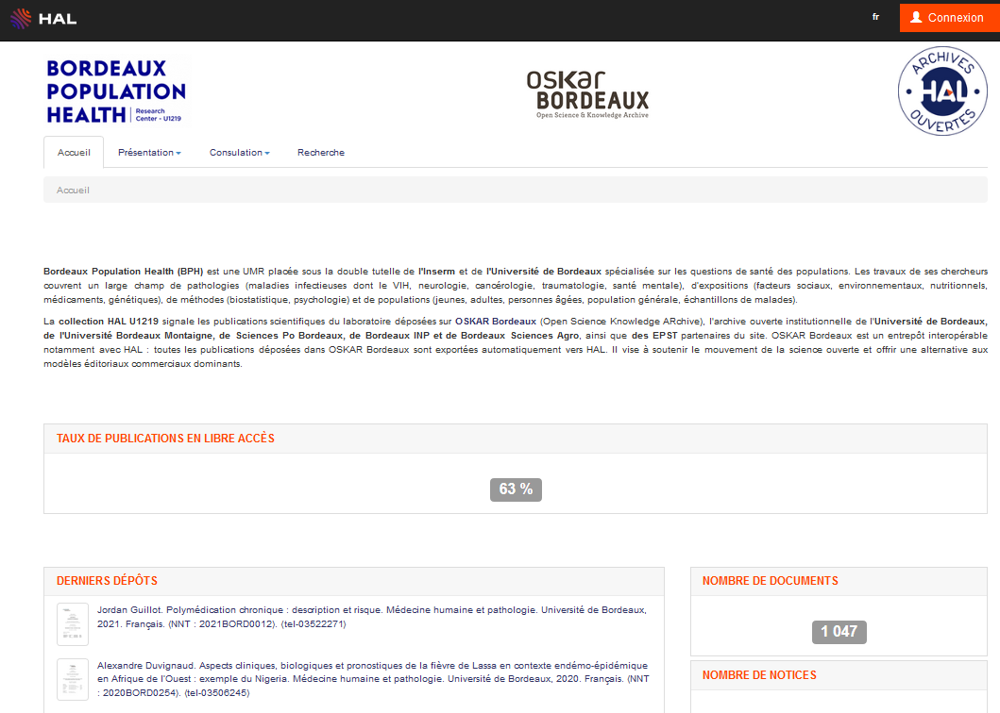 HAL
fr
Connexion
BORDEAUX
POPULATION
HEALTH
Research
Center - U1219
OSKAR
BORDEAUX
Open Science & Knowledge Archive
ARCHIVES
HAL
OUVERTES
Accueil
Présentation
Consulation
Recherche
Accueil
Bordeaux Population Health (BPH) est une UMR placée sous la double tutelle de l'Inserm et de l'Université de Bordeaux spécialisée sur les questions de santé des populations. Les travaux de ses chercheurs
couvrent un large champ de pathologies (maladies infectieuses dont le VIH, neurologie, cancérologie, traumatologie, santé mentale), d'expositions (facteurs sociaux, environnementaux, nutritionnels,
médicaments, génétiques), de méthodes (biostatistique, psychologie) et de populations (jeunes, adultes, personnes âgées, population générale, échantillons de malades).
La collection HAL U1219 signale les publications scientifiques du laboratoire déposées sur OSKAR Bordeaux (Open Science Knowledge ARchive), l'archive ouverte institutionnelle de l'Université de Bordeaux,
de l'Université Bordeaux Montaigne, de Sciences Po Bordeaux, de Bordeaux INP et de Bordeaux Sciences Agro, ainsi que des EPST partenaires du site. OSKAR Bordeaux est un entrepôt interopérable
notamment avec HAL : toutes les publications déposées dans OSKAR Bordeaux sont exportées automatiquement vers HAL. Il vise à soutenir le mouvement de la science ouverte et offrir une alternative aux
modèles éditoriaux commerciaux dominants.
TAUX DE PUBLICATIONS EN LIBRE ACCÈS
63 %
DERNIERS DÉPÔTS
Jordan Guillot. Polymédication chronique : description et risque. Médecine humaine et pathologie. Université de Bordeaux,
2021. Français. ⟨NNT : 2021BORD0012⟩. ⟨tel-03522271⟩
Alexandre Duvignaud. Aspects cliniques, biologiques et pronostiques de la fièvre de Lassa en contexte endémo-épidémique
en Afrique de l'Ouest : exemple du Nigeria. Médecine humaine et pathologie. Université de Bordeaux, 2020. Français. ⟨NNT
: 2020BORD0254⟩. ⟨tel-03506245⟩
NOMBRE DE DOCUMENTS
1 047
NOMBRE DE NOTICES